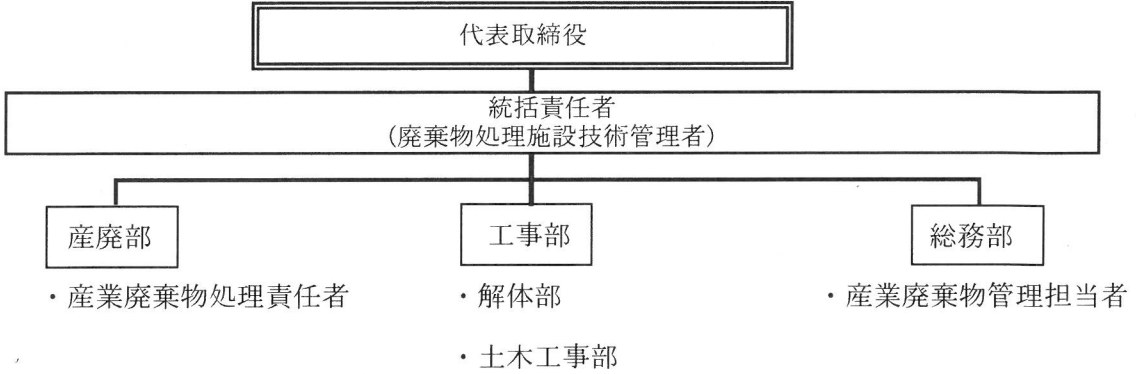 代表取締役
統括責任者
(廃棄物処理施設技術管理者)
産廃部
工事部
総務部
・産業廃棄物処理責任者
・解体部
・産業廃棄物管理担当者
・土木工事部